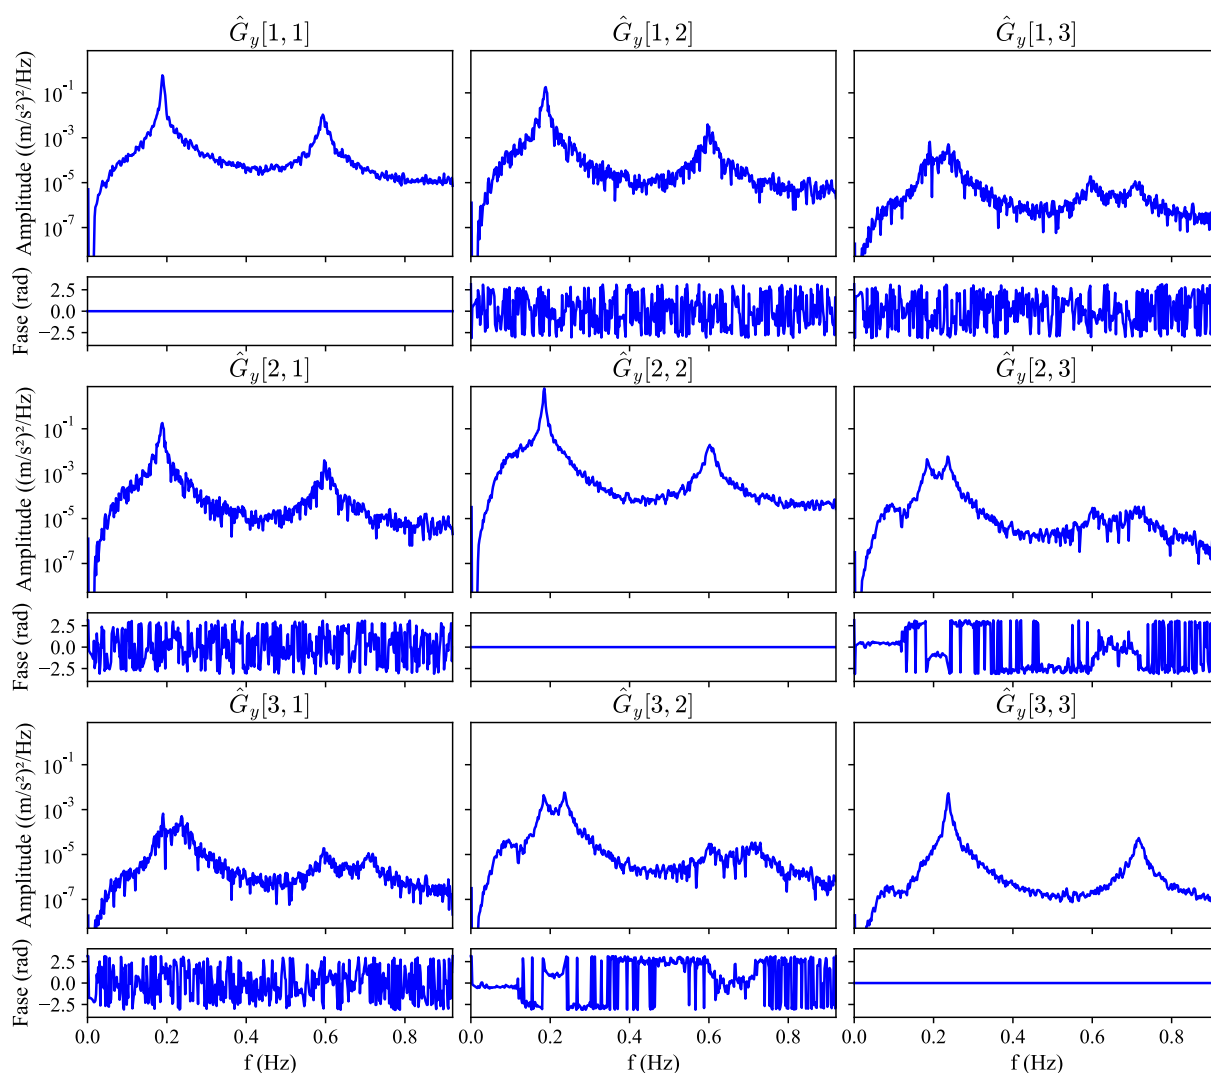 Ĝ_y[1, 1] Ĝ_y[1, 2] Ĝ_y[1, 3]
Amplitude ((m/s²)²/Hz)
10⁻¹
10⁻³
10⁻⁵
10⁻⁷
Fase (rad)
2.5
0.0
−2.5
Ĝ_y[2, 1] Ĝ_y[2, 2] Ĝ_y[2, 3]
Amplitude ((m/s²)²/Hz)
10⁻¹
10⁻³
10⁻⁵
10⁻⁷
Fase (rad)
2.5
0.0
−2.5
Ĝ_y[3, 1] Ĝ_y[3, 2] Ĝ_y[3, 3]
Amplitude ((m/s²)²/Hz)
10⁻¹
10⁻³
10⁻⁵
10⁻⁷
Fase (rad)
2.5
0.0
−2.5
0.0 0.2 0.4 0.6 0.8 0.0 0.2 0.4 0.6 0.8 0.0 0.2 0.4 0.6 0.8
f (Hz) f (Hz) f (Hz)